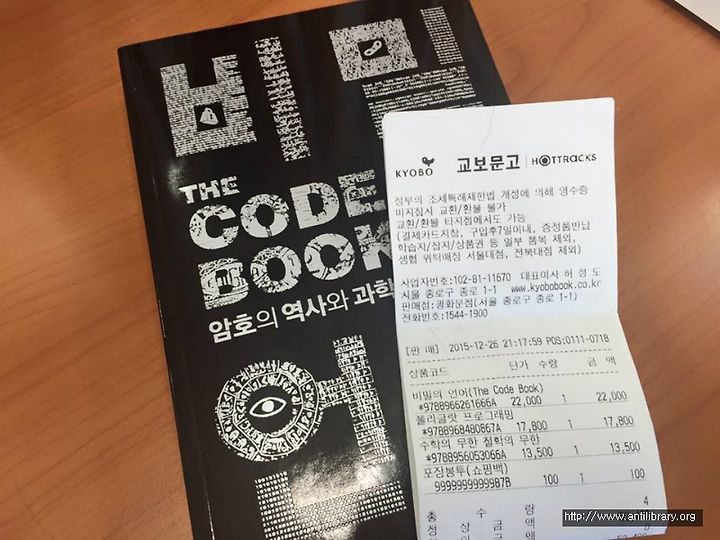 비밀
THE
CODE
BOOK
암호의 역사와 과학
언
KYOBO 교보문고 HOTTRACKS
정부의 조세특례제한법 개정에 의해 영수증
미지참시 교환/환불 불가
교환/환불 타지점에서도 가능
(결제카드지참, 구입후7일이내, 증정품반납
학습지/잡지/상품권 등 일부 품목 제외,
생협 위탁매장 서울대점, 전북대점 제외)
사업자번호:102-81-11670 대표이사 허 정 도
서울 종로구 종로 1-1 www.kyobobook.co.kr
판매점:광화문점(서울 종로구 종로 1-1)
전화번호:1544-1900
[판 매] 2015-12-26 21:17:59 POS:0111-0718
상품코드 단가 수량 금 액
비밀의 언어(The Code Book)
*9788966261666A 22,000 1 22,000
폴리글랏 프로그래밍
*9788968480867A 17,800 1 17,800
수학의 무한 철학의 무한
*9788956053066A 13,500 1 13,500
포장봉투(쇼핑백)
9999999999987B 100 1 100
총 수 량 4
정 상 금 액
http://www.antilibrary.org